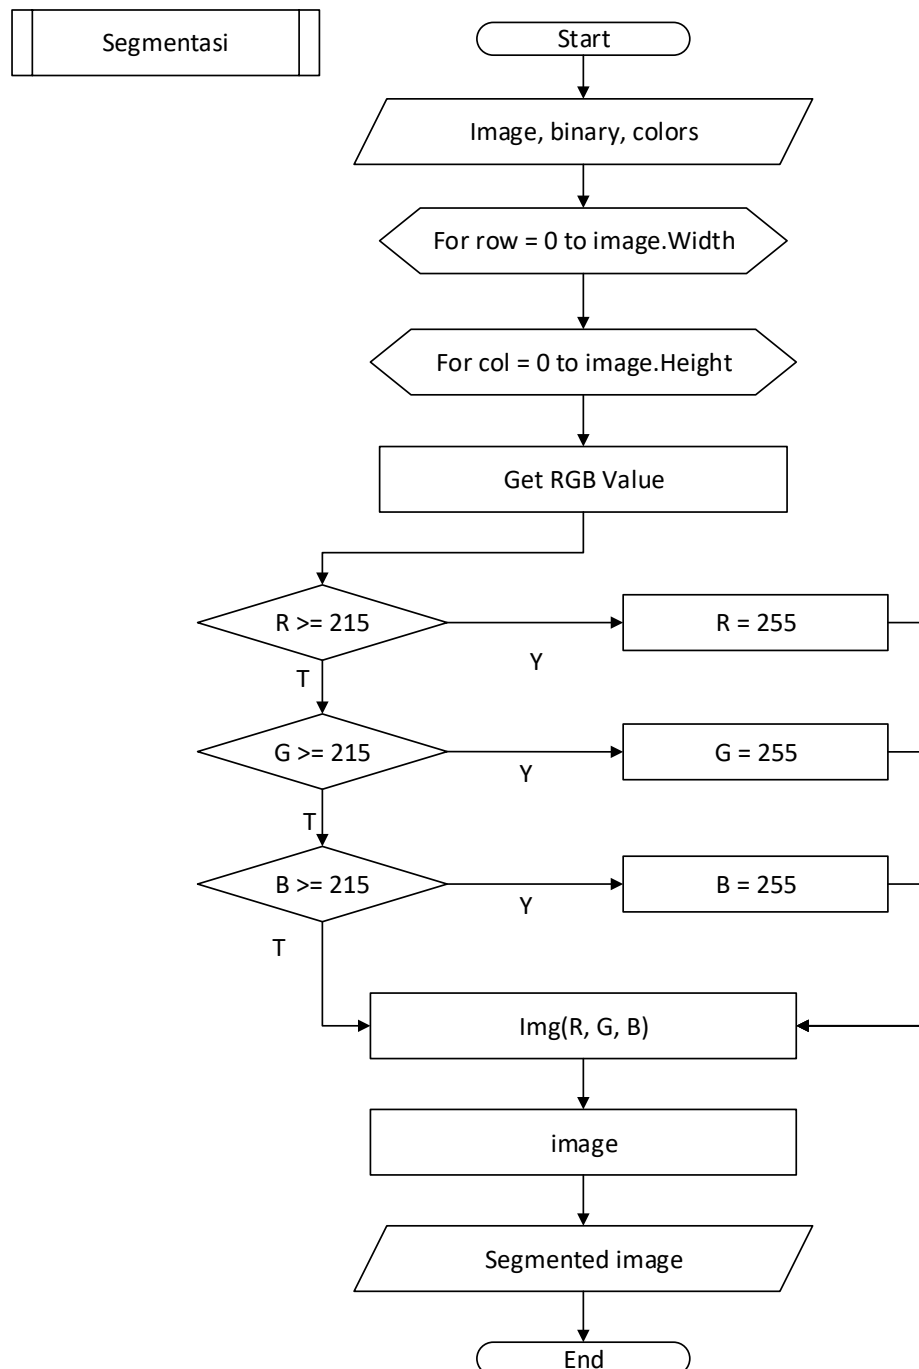 Segmentasi
Start
Image, binary, colors
For row = 0 to image.Width
For col = 0 to image.Height
Get RGB Value
R >= 215
R = 255
Y
T
G >= 215
G = 255
Y
T
B >= 215
B = 255
Y
T
Img(R, G, B)
image
Segmented image
End